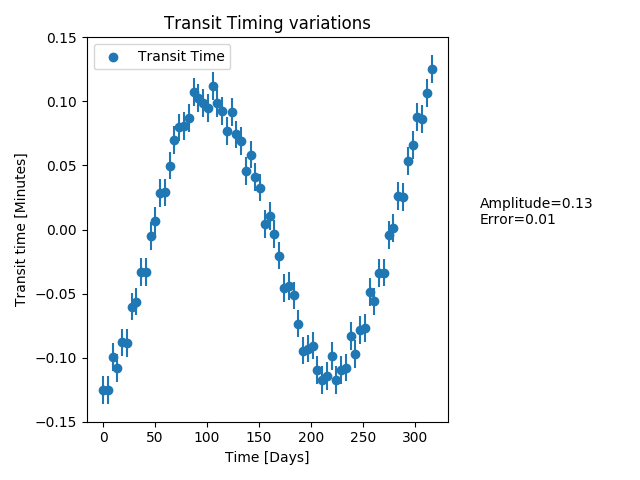 Transit Timing variations
Transit Time
Transit time [Minutes]
0.15
0.10
0.05
0.00
−0.05
−0.10
−0.15
0 50 100 150 200 250 300
Time [Days]
Amplitude=0.13
Error=0.01